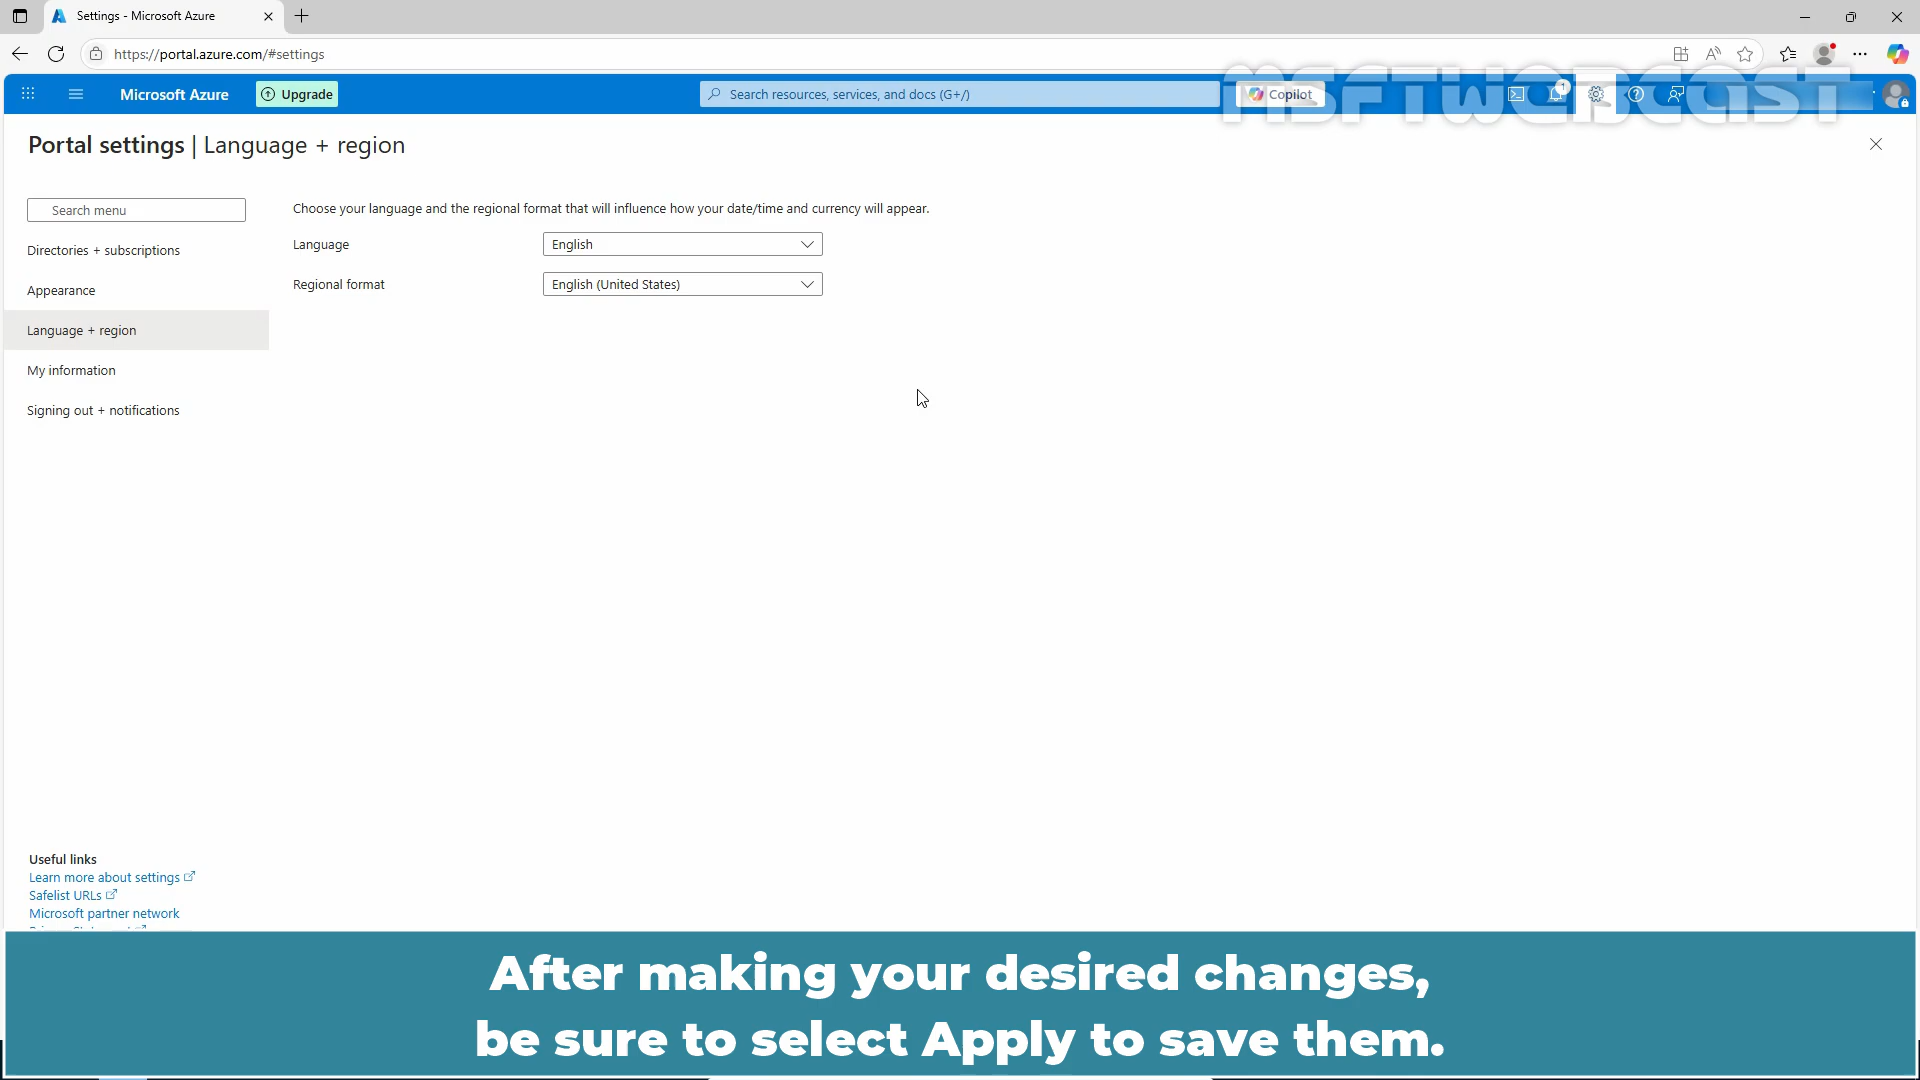 Settings - Microsoft Azure
https://portal.azure.com/#settings
Microsoft Azure
Upgrade
Search resources, services, and docs (G+/)
Copilot
1
MSFTWEBCAST
Portal settings | Language + region
Search menu
Directories + subscriptions
Appearance
Language + region
My information
Signing out + notifications
Choose your language and the regional format that will influence how your date/time and currency will appear.
Language
English
Regional format
English (United States)
Useful links
Learn more about settings
Safelist URLs
Microsoft partner network
After making your desired changes,
be sure to select Apply to save them.